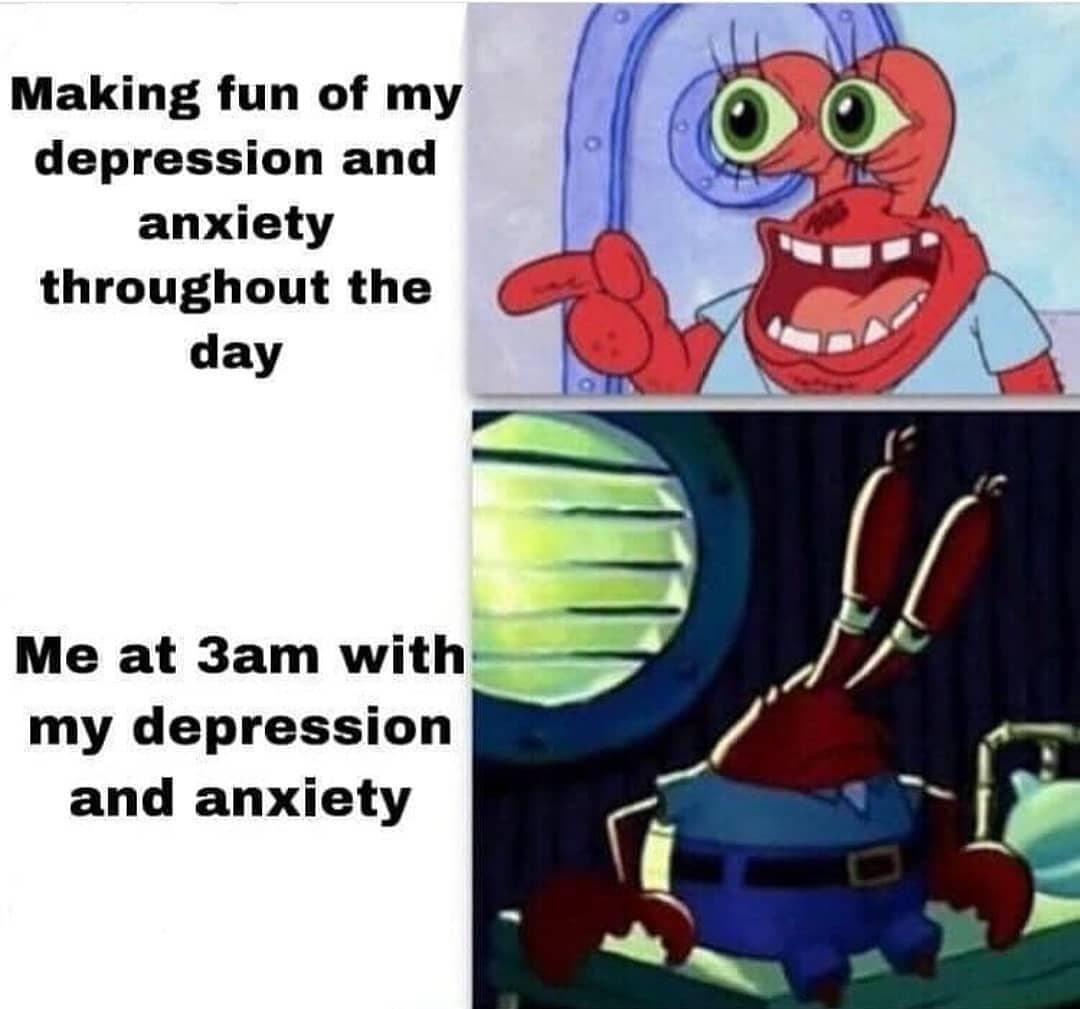 Making fun of my
depression and
anxiety
throughout the
day
Me at 3am with
my depression
and anxiety